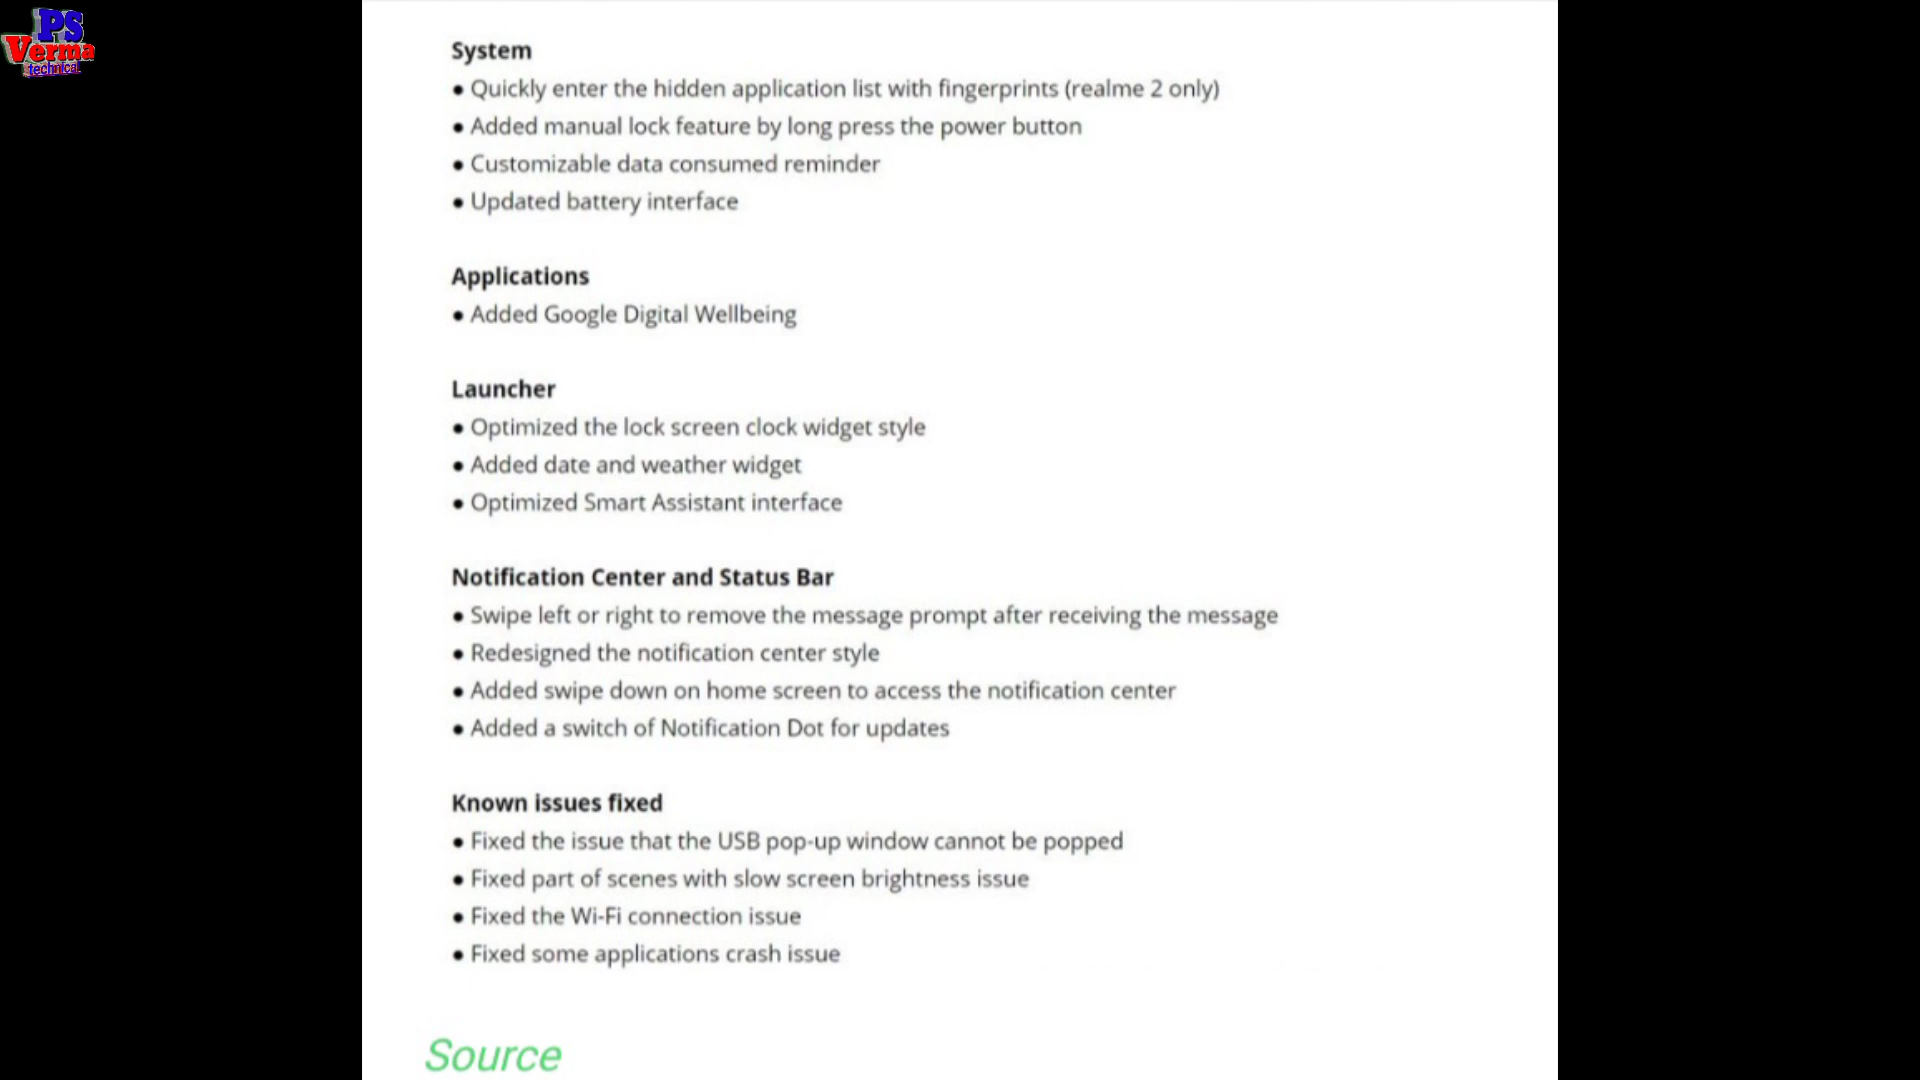 PS
Verma
technical
System
● Quickly enter the hidden application list with fingerprints (realme 2 only)
● Added manual lock feature by long press the power button
● Customizable data consumed reminder
● Updated battery interface
Applications
● Added Google Digital Wellbeing
Launcher
● Optimized the lock screen clock widget style
● Added date and weather widget
● Optimized Smart Assistant interface
Notification Center and Status Bar
● Swipe left or right to remove the message prompt after receiving the message
● Redesigned the notification center style
● Added swipe down on home screen to access the notification center
● Added a switch of Notification Dot for updates
Known issues fixed
● Fixed the issue that the USB pop-up window cannot be popped
● Fixed part of scenes with slow screen brightness issue
● Fixed the Wi-Fi connection issue
● Fixed some applications crash issue
Source